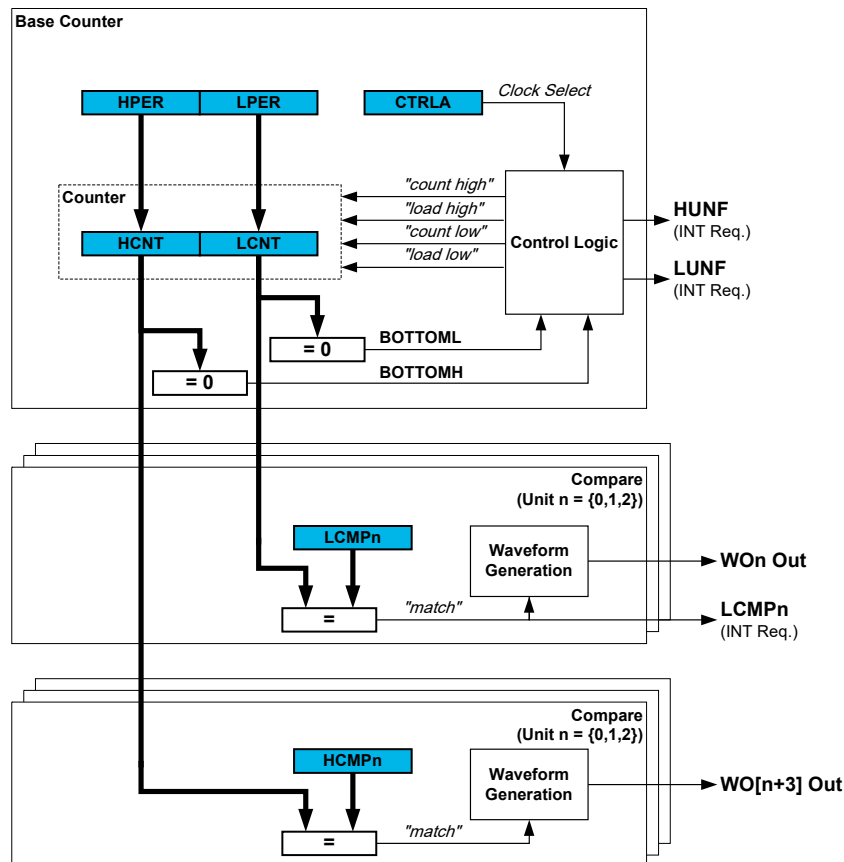 Base Counter
HPER
LPER
CTRLA
Clock Select
Counter
"count high"
"load high"
"count low"
"load low"
Control Logic
HUNF
(INT Req.)
LUNF
(INT Req.)
HCNT
LCNT
= 0
BOTTOML
= 0
BOTTOMH
Compare
(Unit n = {0,1,2})
LCMPn
Waveform
Generation
WOn Out
=
"match"
LCMPn
(INT Req.)
Compare
(Unit n = {0,1,2})
HCMPn
Waveform
Generation
WO[n+3] Out
=
"match"